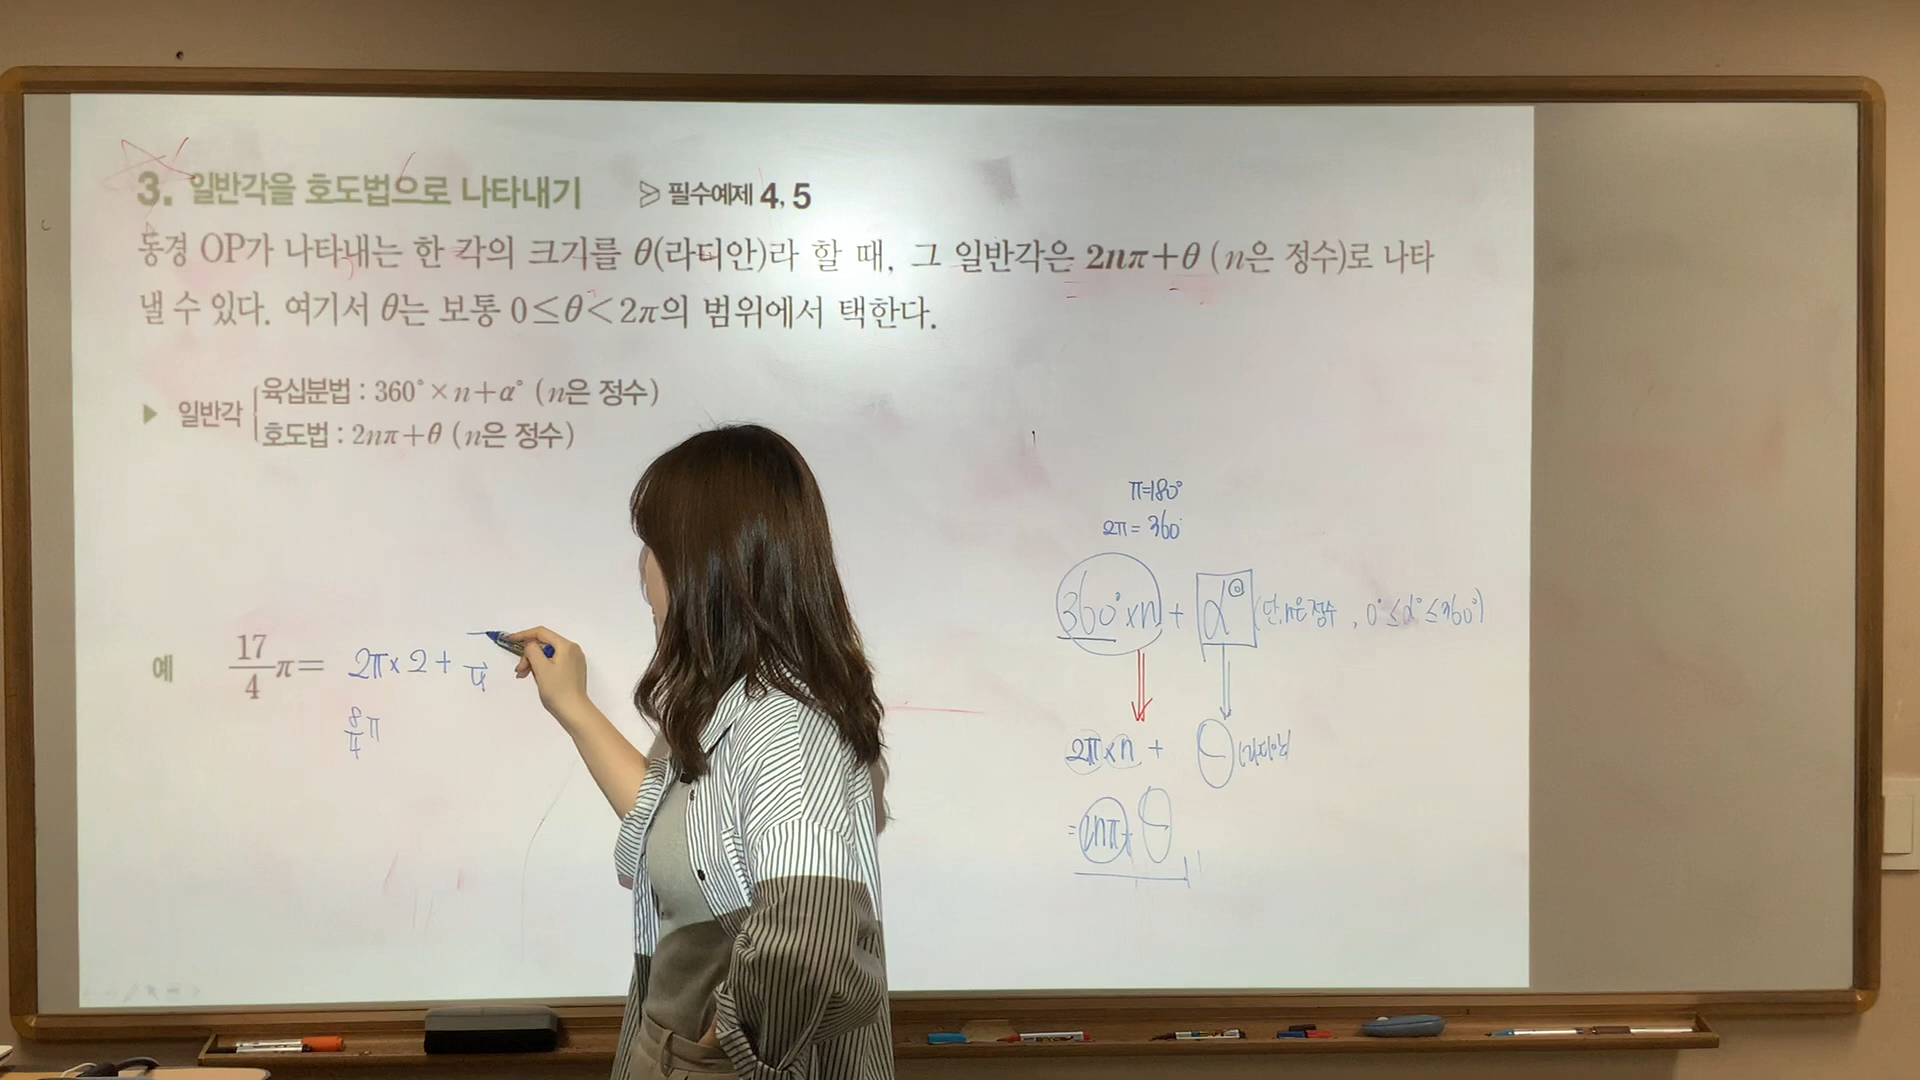 3. 일반각을 호도법으로 나타내기 ▷ 필수예제 4, 5
동경 OP가 나타내는 한 각의 크기를 θ(라디안)라 할 때, 그 일반각은 2nπ+θ (n은 정수)로 나타
낼 수 있다. 여기서 θ는 보통 0≤θ<2π의 범위에서 택한다.
▶ 일반각
육십분법 : 360°×n+α° (n은 정수)
호도법 : 2nπ+θ (n은 정수)
예 17/4 π= 2π×2+ /4
8/4 π
π=180°
2π=360°
360°×n + α° (단, n은 정수, 0°≤α°≤360°)
2π×n + θ (라디안)
=2nπ+θ